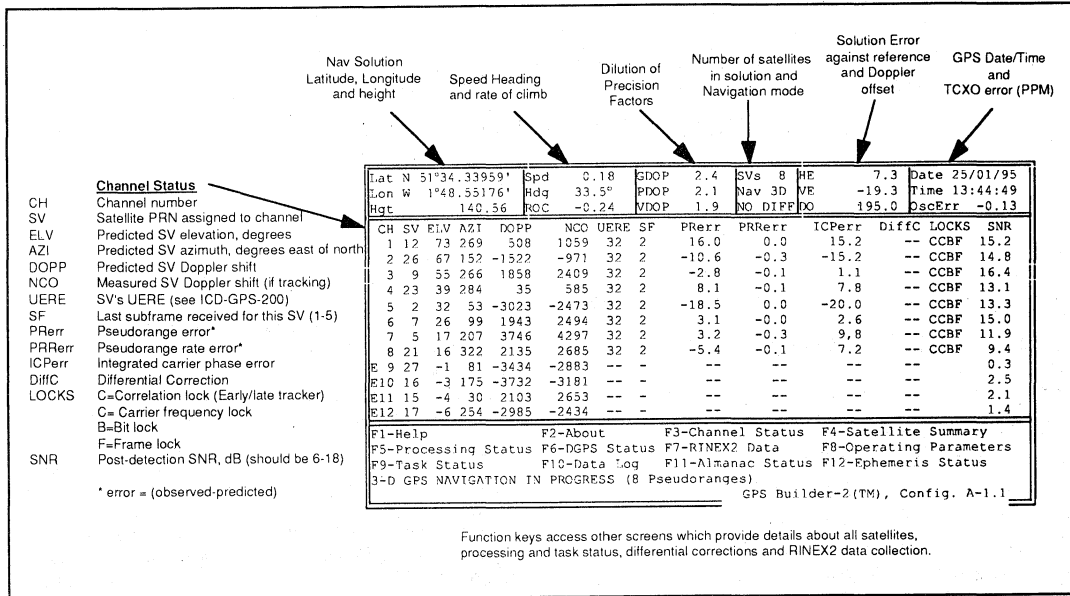 Nav Solution
Latitude, Longitude
and height
Speed Heading
and rate of climb
Dilution of
Precision
Factors
Number of satellites
in solution and
Navigation mode
Solution Error
against reference
and Doppler
offset
GPS Date/Time
and
TCXO error (PPM)
Channel Status
CH Channel number
SV Satellite PRN assigned to channel
ELV Predicted SV elevation, degrees
AZI Predicted SV azimuth, degrees east of north
DOPP Predicted SV Doppler shift
NCO Measured SV Doppler shift (if tracking)
UERE SV's UERE (see ICD-GPS-200)
SF Last subframe received for this SV (1-5)
PRerr Pseudorange error*
PRRerr Pseudorange rate error*
ICPerr Integrated carrier phase error
DiffC Differential Correction
LOCKS C=Correlation lock (Early/late tracker)
C= Carrier frequency lock
B=Bit lock
F=Frame lock
SNR Post-detection SNR, dB (should be 6-18)
* error = (observed-predicted)
Lat N 51°34.33959' Spd 0.18 GDOP 2.4 SVs 8 HE 7.3 Date 25/01/95
Lon W 1°48.55176' Hdg 33.5° PDOP 2.1 Nav 3D VE -19.3 Time 13:44:49
Hgt 140.56 ROC -0.24 VDOP 1.9 NO DIFF DO 195.0 OscErr -0.13
CH SV ELV AZI DOPP NCO UERE SF PRerr PRRerr ICPerr DiffC LOCKS SNR
1 12 73 269 508 1059 32 2 16.0 0.0 15.2 -- CCBF 15.2
2 26 67 152 -1522 -971 32 2 -10.6 -0.3 -15.2 -- CCBF 14.8
3 9 55 266 1858 2409 32 2 -2.8 -0.1 1.1 -- CCBF 16.4
4 23 39 284 35 585 32 2 8.1 -0.1 7.8 -- CCBF 13.1
5 2 32 53 -3023 -2473 32 2 -18.5 0.0 -20.0 -- CCBF 13.3
6 7 26 99 1943 2494 32 2 3.1 -0.0 2.6 -- CCBF 15.0
7 5 17 207 3746 4297 32 2 3.2 -0.3 9,8 -- CCBF 11.9
8 21 16 322 2135 2685 32 2 -5.4 -0.1 7.2 -- CCBF 9.4
E 9 27 -1 81 -3434 -2883 -- - -- -- -- -- 0.3
E10 16 -3 175 -3732 -3181 -- - -- -- -- -- 2.5
E11 15 -4 30 2103 2653 -- - -- -- -- -- 2.1
E12 17 -6 254 -2985 -2434 -- - -- -- -- -- 1.4
F1-Help F2-About F3-Channel Status F4-Satellite Summary
F5-Processing Status F6-DGPS Status F7-RINEX2 Data F8-Operating Parameters
F9-Task Status F10-Data Log F11-Almanac Status F12-Ephemeris Status
3-D GPS NAVIGATION IN PROGRESS (8 Pseudoranges)
GPS Builder-2(TM), Config. A-1.1
Function keys access other screens which provide details about all satellites,
processing and task status, differential corrections and RINEX2 data collection.